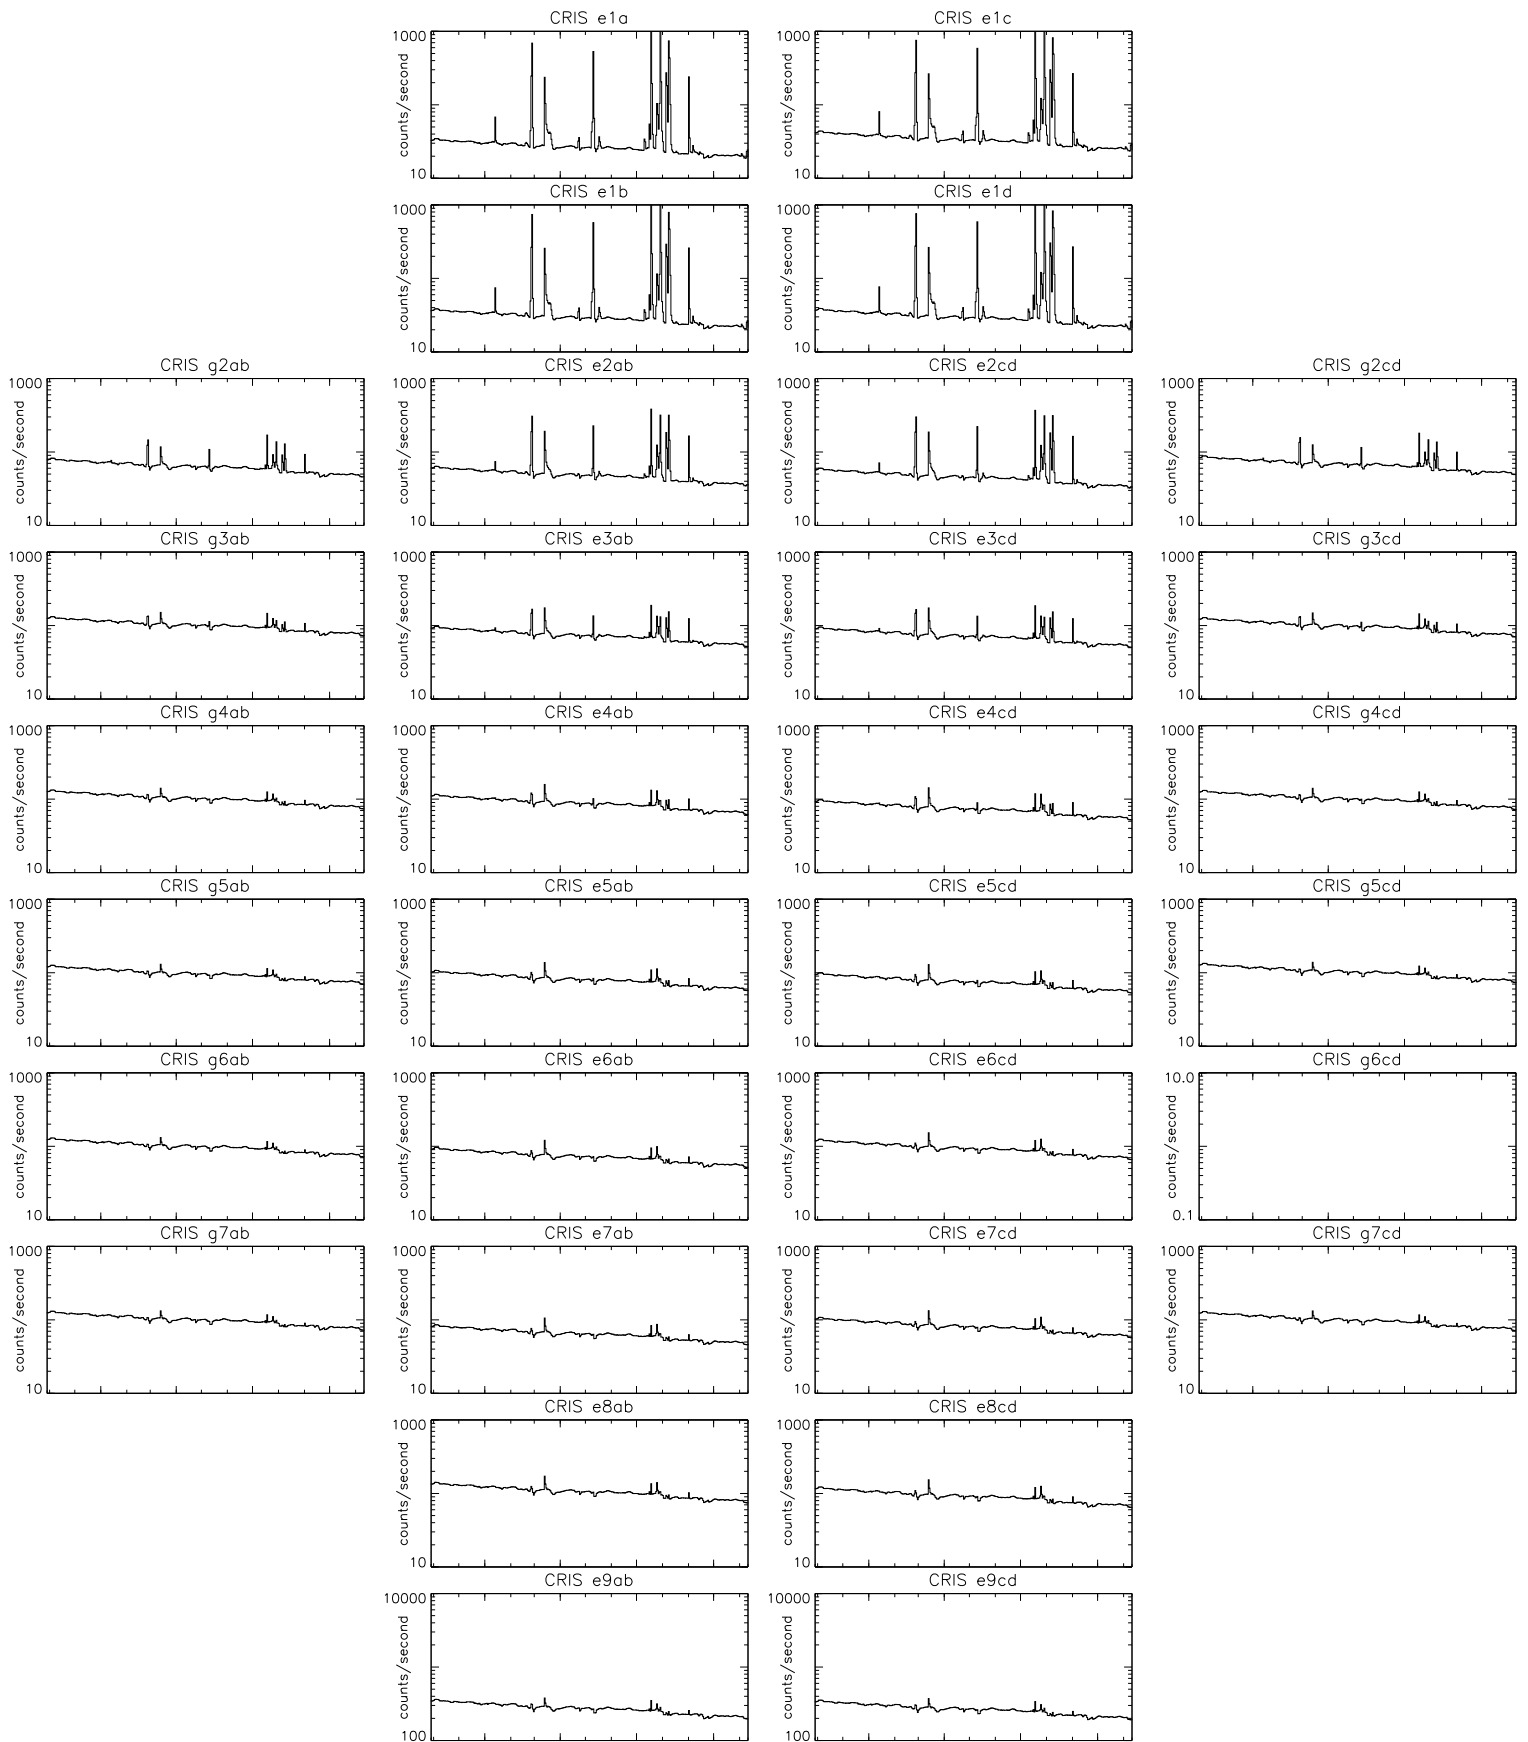 CRIS e1a
CRIS e1c
1000
counts/second
10
1000
counts/second
10
CRIS e1b
CRIS e1d
1000
counts/second
10
1000
counts/second
10
CRIS g2ab
CRIS e2ab
CRIS e2cd
CRIS g2cd
1000
counts/second
10
1000
counts/second
10
1000
counts/second
10
1000
counts/second
10
CRIS g3ab
CRIS e3ab
CRIS e3cd
CRIS g3cd
1000
counts/second
10
1000
counts/second
10
1000
counts/second
10
1000
counts/second
10
CRIS g4ab
CRIS e4ab
CRIS e4cd
CRIS g4cd
1000
counts/second
10
1000
counts/second
10
1000
counts/second
10
1000
counts/second
10
CRIS g5ab
CRIS e5ab
CRIS e5cd
CRIS g5cd
1000
counts/second
10
1000
counts/second
10
1000
counts/second
10
1000
counts/second
10
CRIS g6ab
CRIS e6ab
CRIS e6cd
CRIS g6cd
1000
counts/second
10
1000
counts/second
10
1000
counts/second
10
10.0
1.0
counts/second
0.1
CRIS g7ab
CRIS e7ab
CRIS e7cd
CRIS g7cd
1000
counts/second
10
1000
counts/second
10
1000
counts/second
10
1000
counts/second
10
CRIS e8ab
CRIS e8cd
1000
counts/second
10
1000
counts/second
10
CRIS e9ab
CRIS e9cd
10000
counts/second
100
10000
counts/second
100